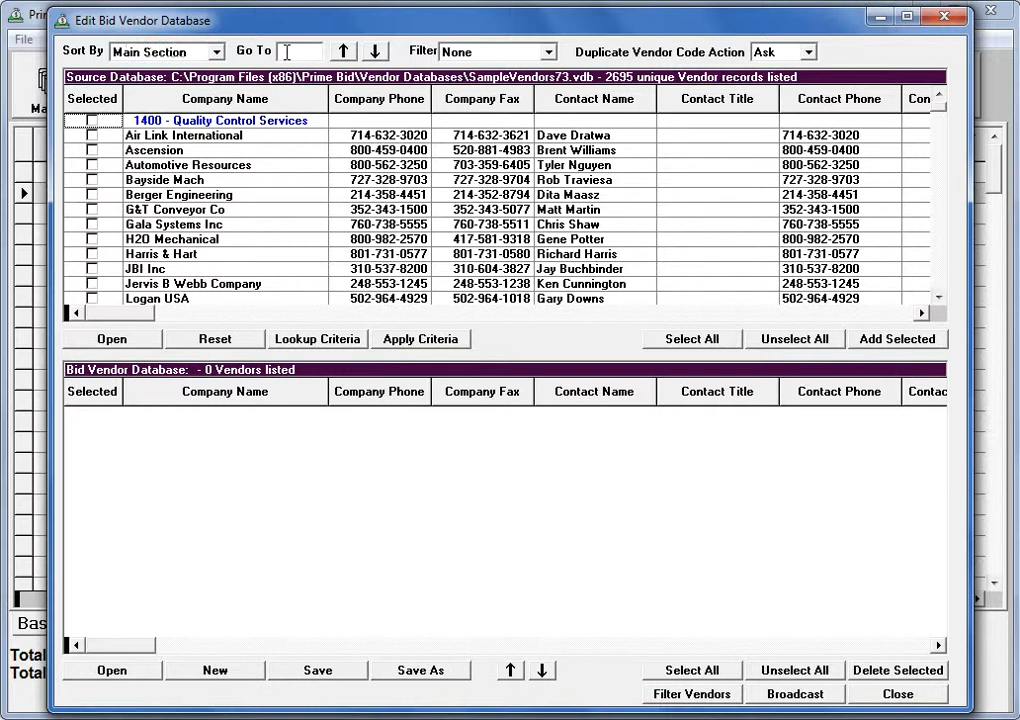 Prin
Edit Bid Vendor Database
File
Sort By Main Section Go To Filter None Duplicate Vendor Code Action Ask
Source Database: C:\Program Files (x86)\Prime Bid\Vendor Databases\SampleVendors73.vdb - 2695 unique Vendor records listed
Selected Company Name Company Phone Company Fax Contact Name Contact Title Contact Phone Con
Ma
1400 - Quality Control Services
Air Link International 714-632-3020 714-632-3621 Dave Dratwa 714-632-3020
Ascension 800-459-0400 520-881-4983 Brent Williams 800-459-0400
Automotive Resources 800-562-3250 703-359-6405 Tyler Nguyen 800-562-3250
Bayside Mach 727-328-9703 727-328-9704 Rob Traviesa 727-328-9703
Berger Engineering 214-358-4451 214-352-8794 Dita Maasz 214-358-4451
G&T Conveyor Co 352-343-1500 352-343-5077 Matt Martin 352-343-1500
Gala Systems Inc 760-738-5555 760-738-5511 Chris Shaw 760-738-5555
H2O Mechanical 800-982-2570 417-581-9318 Gene Potter 800-982-2570
Harris & Hart 801-731-0577 801-731-0580 Richard Harris 801-731-0577
JBI Inc 310-537-8200 310-604-3827 Jay Buchbinder 310-537-8200
Jervis B Webb Company 248-553-1245 248-553-1238 Ken Cunnington 248-553-1245
Logan USA 502-964-4929 502-964-1018 Gary Downs 502-964-4929
Open Reset Lookup Criteria Apply Criteria Select All Unselect All Add Selected
Bid Vendor Database: - 0 Vendors listed
Selected Company Name Company Phone Company Fax Contact Name Contact Title Contact Phone Contac
Bas
Total
Total
Open New Save Save As Select All Unselect All Delete Selected
Filter Vendors Broadcast Close